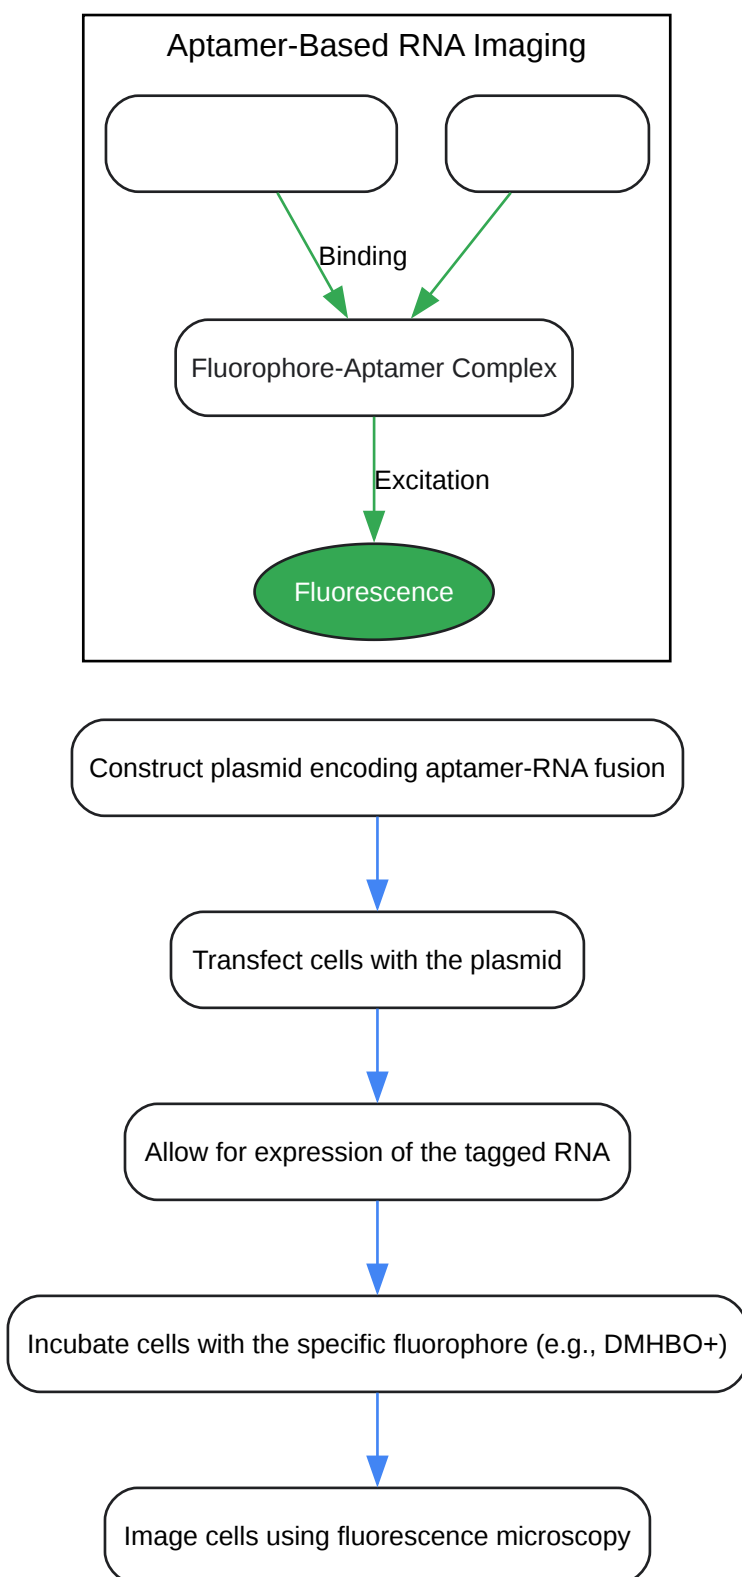 Aptamer-Based RNA Imaging
Binding
Fluorophore-Aptamer Complex
Excitation
Fluorescence
Construct plasmid encoding aptamer-RNA fusion
Transfect cells with the plasmid
Allow for expression of the tagged RNA
Incubate cells with the specific fluorophore (e.g., DMHBO+)
Image cells using fluorescence microscopy